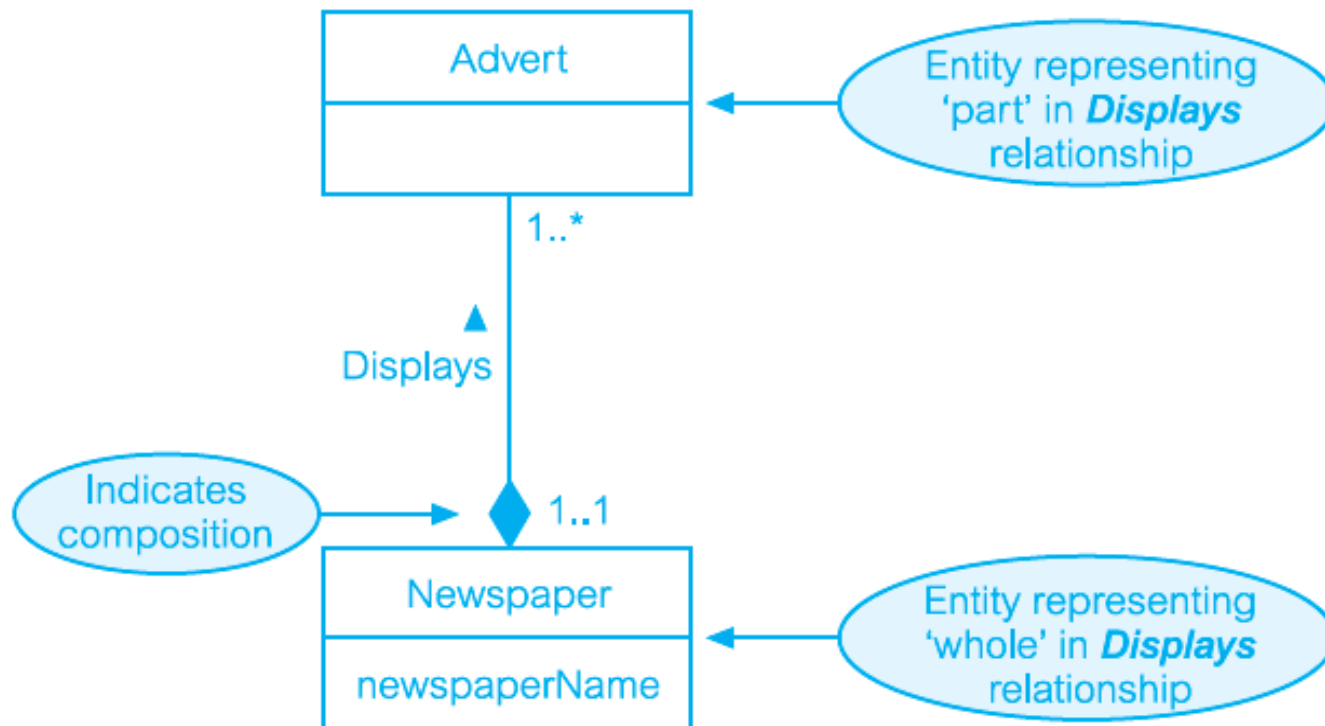 Advert
Entity representing
‘part’ in Displays
relationship
1..*
Displays
Indicates
composition
1..1
Newspaper
newspaperName
Entity representing
‘whole’ in Displays
relationship